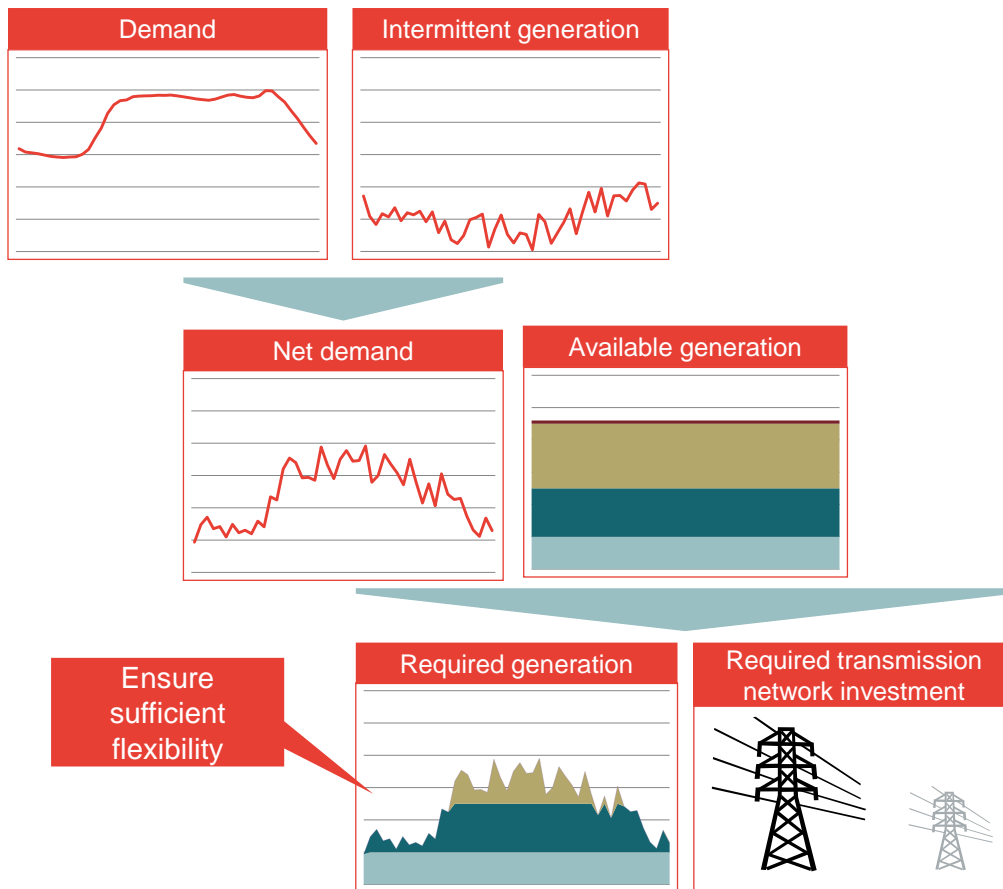 Demand
Intermittent generation
Net demand
Available generation
Ensure
sufficient
flexibility
Required generation
Required transmission
network investment